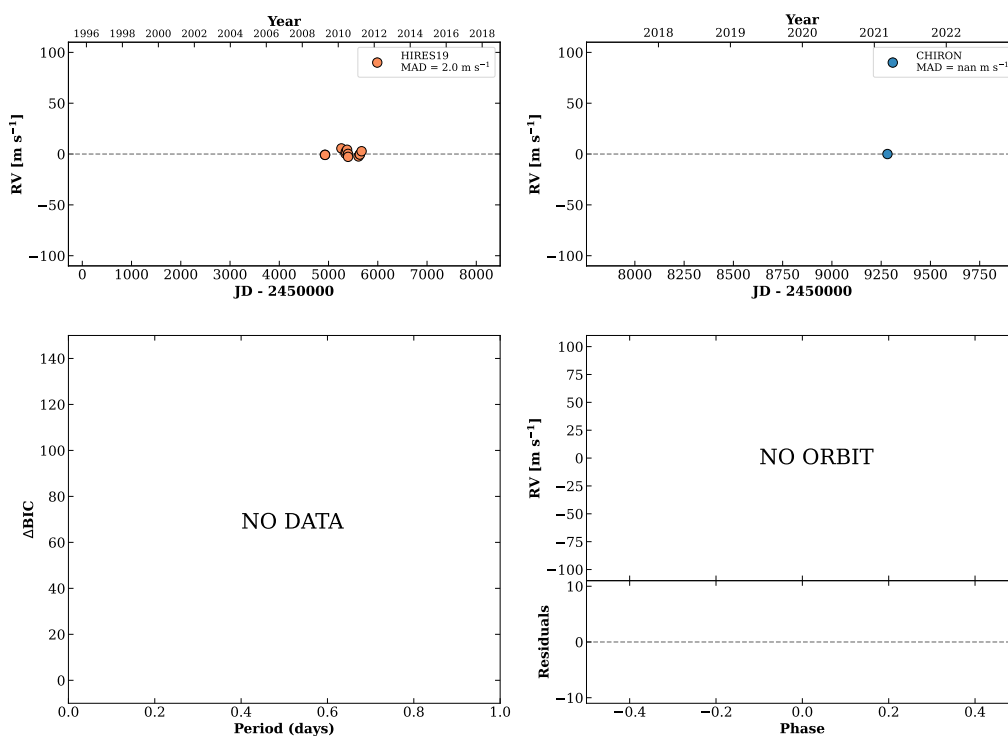 Year
1996 1998 2000 2002 2004 2006 2008 2010 2012 2014 2016 2018
HIRES19
MAD = 2.0 m s⁻¹
RV [m s⁻¹]
100
50
0
−50
−100
0 1000 2000 3000 4000 5000 6000 7000 8000
JD - 2450000
Year
2018 2019 2020 2021 2022
CHIRON
MAD = nan m s⁻¹
RV [m s⁻¹]
100
50
0
−50
−100
8000 8250 8500 8750 9000 9250 9500 9750
JD - 2450000
ΔBIC
140
120
100
80
60
40
20
0
NO DATA
0.0 0.2 0.4 0.6 0.8 1.0
Period (days)
RV [m s⁻¹]
100
75
50
25
0
−25
−50
−75
−100
NO ORBIT
Residuals
10
0
−10
−0.4 −0.2 0.0 0.2 0.4
Phase